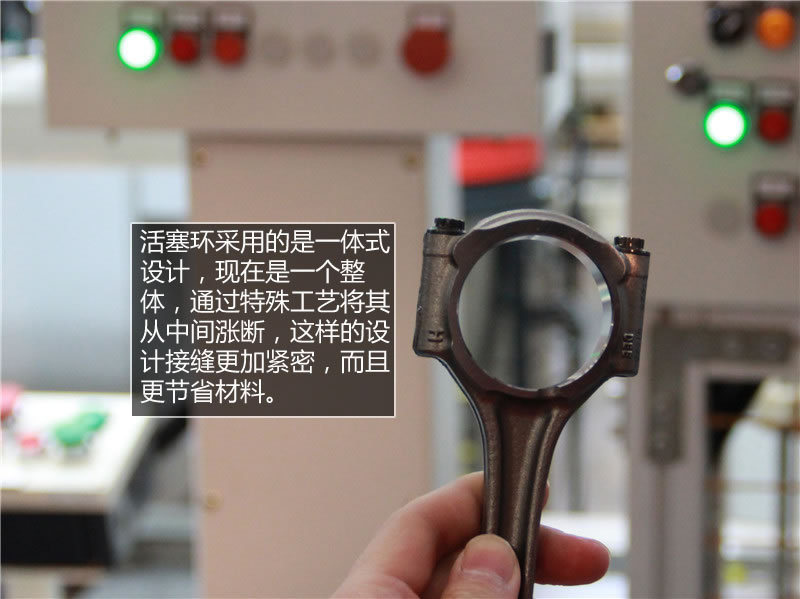 活塞环采用的是一体式
设计，现在是一个整
体，通过特殊工艺将其
从中间涨断，这样的设
计接缝更加紧密，而且
更节省材料。
H